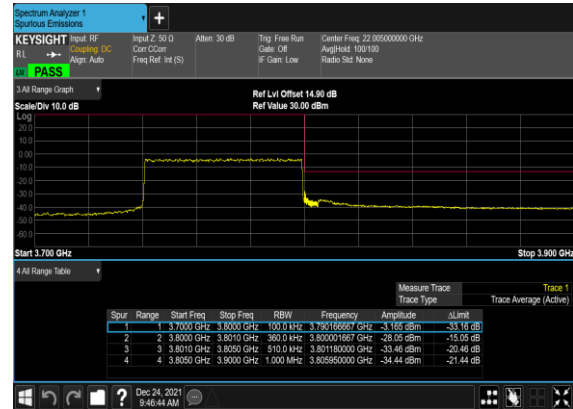 Spectrum Analyzer 1
Spurious Emissions
+
KEYSIGHT Input: RF Input Z: 50 Ω Atten: 30 dB Trig: Free Run Center Freq: 22.005000000 GHz
RL Coupling: DC Corr CCorr Gate: Off Avg|Hold: 100/100
Align: Auto Freq Ref: Int (S) IF Gain: Low Radio Std: None
LXI PASS
3 All Range Graph
Ref Lvl Offset 14.90 dB
Scale/Div 10.0 dB Ref Value 30.00 dBm
Log
20.0
10.0
0.00
-10.0
-20.0
-30.0
-40.0
-50.0
-60.0
Start 3.700 GHz Stop 3.900 GHz
4 All Range Table
Measure Trace Trace 1
Trace Type Trace Average (Active)
Spur Range Start Freq Stop Freq RBW Frequency Amplitude ΔLimit
1 1 3.7000 GHz 3.8000 GHz 100.0 kHz 3.790166667 GHz -3.165 dBm -33.16 dB
2 2 3.8000 GHz 3.8010 GHz 360.0 kHz 3.800001667 GHz -28.05 dBm -15.05 dB
3 3 3.8010 GHz 3.8050 GHz 510.0 kHz 3.801180000 GHz -33.46 dBm -20.46 dB
4 4 3.8050 GHz 3.9000 GHz 1.000 MHz 3.805950000 GHz -34.44 dBm -21.44 dB
? Dec 24, 2021
9:46:44 AM